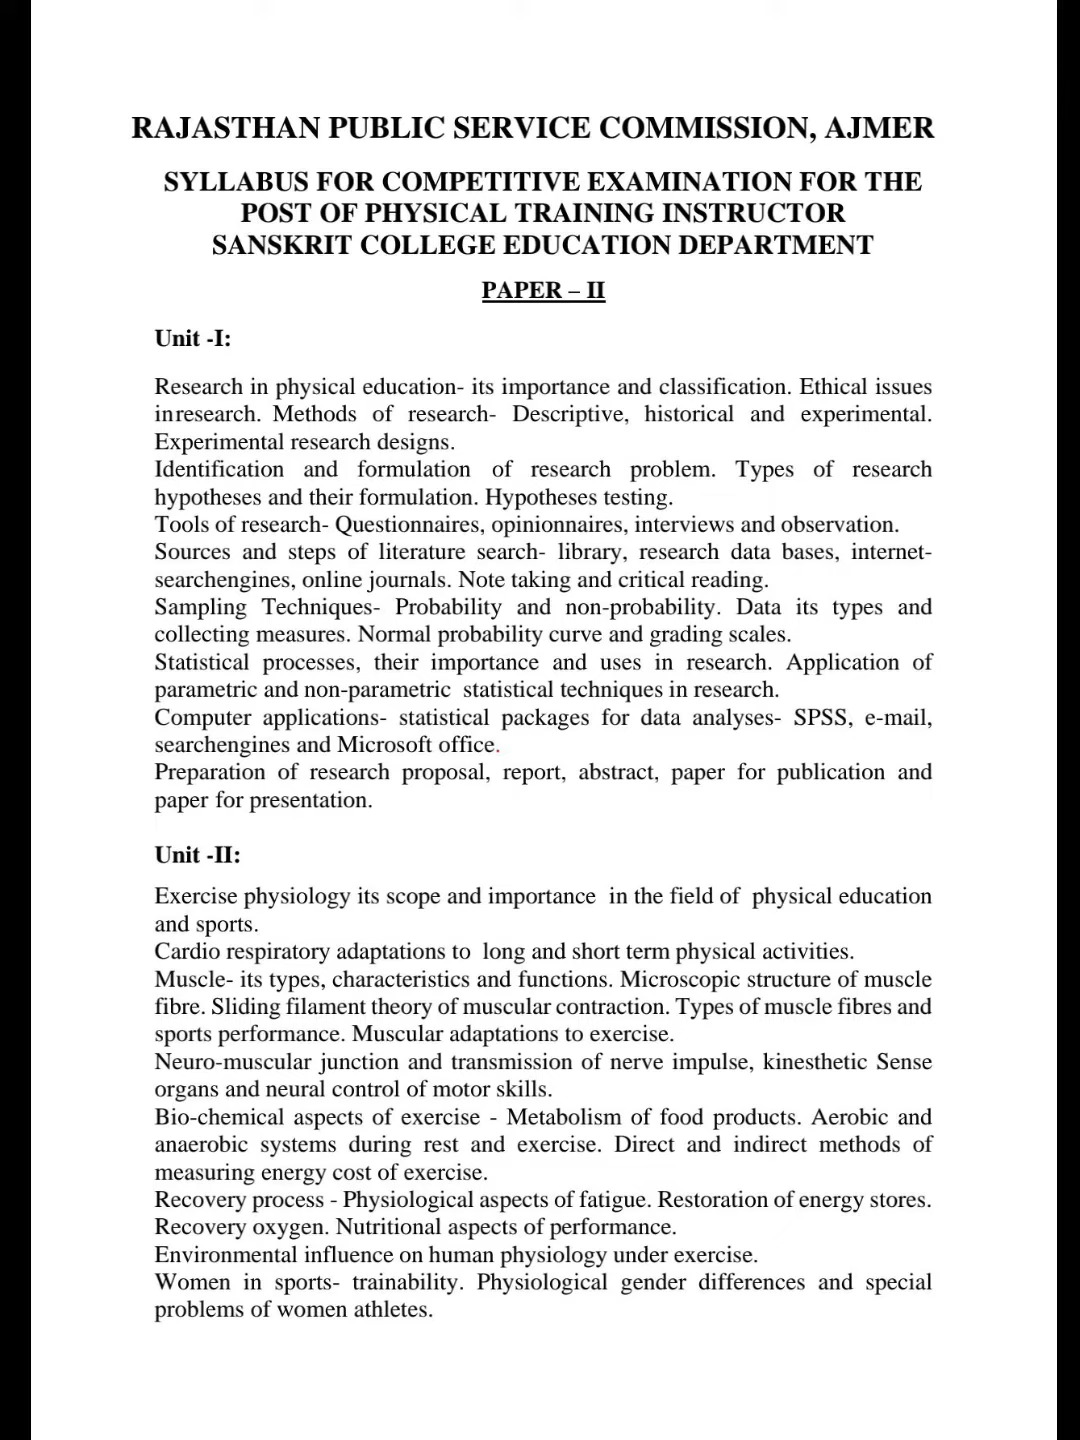 RAJASTHAN PUBLIC SERVICE COMMISSION, AJMER
SYLLABUS FOR COMPETITIVE EXAMINATION FOR THE
POST OF PHYSICAL TRAINING INSTRUCTOR
SANSKRIT COLLEGE EDUCATION DEPARTMENT
PAPER – II
Unit -I:
Research in physical education- its importance and classification. Ethical issues
inresearch. Methods of research- Descriptive, historical and experimental.
Experimental research designs.
Identification and formulation of research problem. Types of research
hypotheses and their formulation. Hypotheses testing.
Tools of research- Questionnaires, opinionnaires, interviews and observation.
Sources and steps of literature search- library, research data bases, internet-
searchengines, online journals. Note taking and critical reading.
Sampling Techniques- Probability and non-probability. Data its types and
collecting measures. Normal probability curve and grading scales.
Statistical processes, their importance and uses in research. Application of
parametric and non-parametric statistical techniques in research.
Computer applications- statistical packages for data analyses- SPSS, e-mail,
searchengines and Microsoft office.
Preparation of research proposal, report, abstract, paper for publication and
paper for presentation.
Unit -II:
Exercise physiology its scope and importance in the field of physical education
and sports.
Cardio respiratory adaptations to long and short term physical activities.
Muscle- its types, characteristics and functions. Microscopic structure of muscle
fibre. Sliding filament theory of muscular contraction. Types of muscle fibres and
sports performance. Muscular adaptations to exercise.
Neuro-muscular junction and transmission of nerve impulse, kinesthetic Sense
organs and neural control of motor skills.
Bio-chemical aspects of exercise - Metabolism of food products. Aerobic and
anaerobic systems during rest and exercise. Direct and indirect methods of
measuring energy cost of exercise.
Recovery process - Physiological aspects of fatigue. Restoration of energy stores.
Recovery oxygen. Nutritional aspects of performance.
Environmental influence on human physiology under exercise.
Women in sports- trainability. Physiological gender differences and special
problems of women athletes.